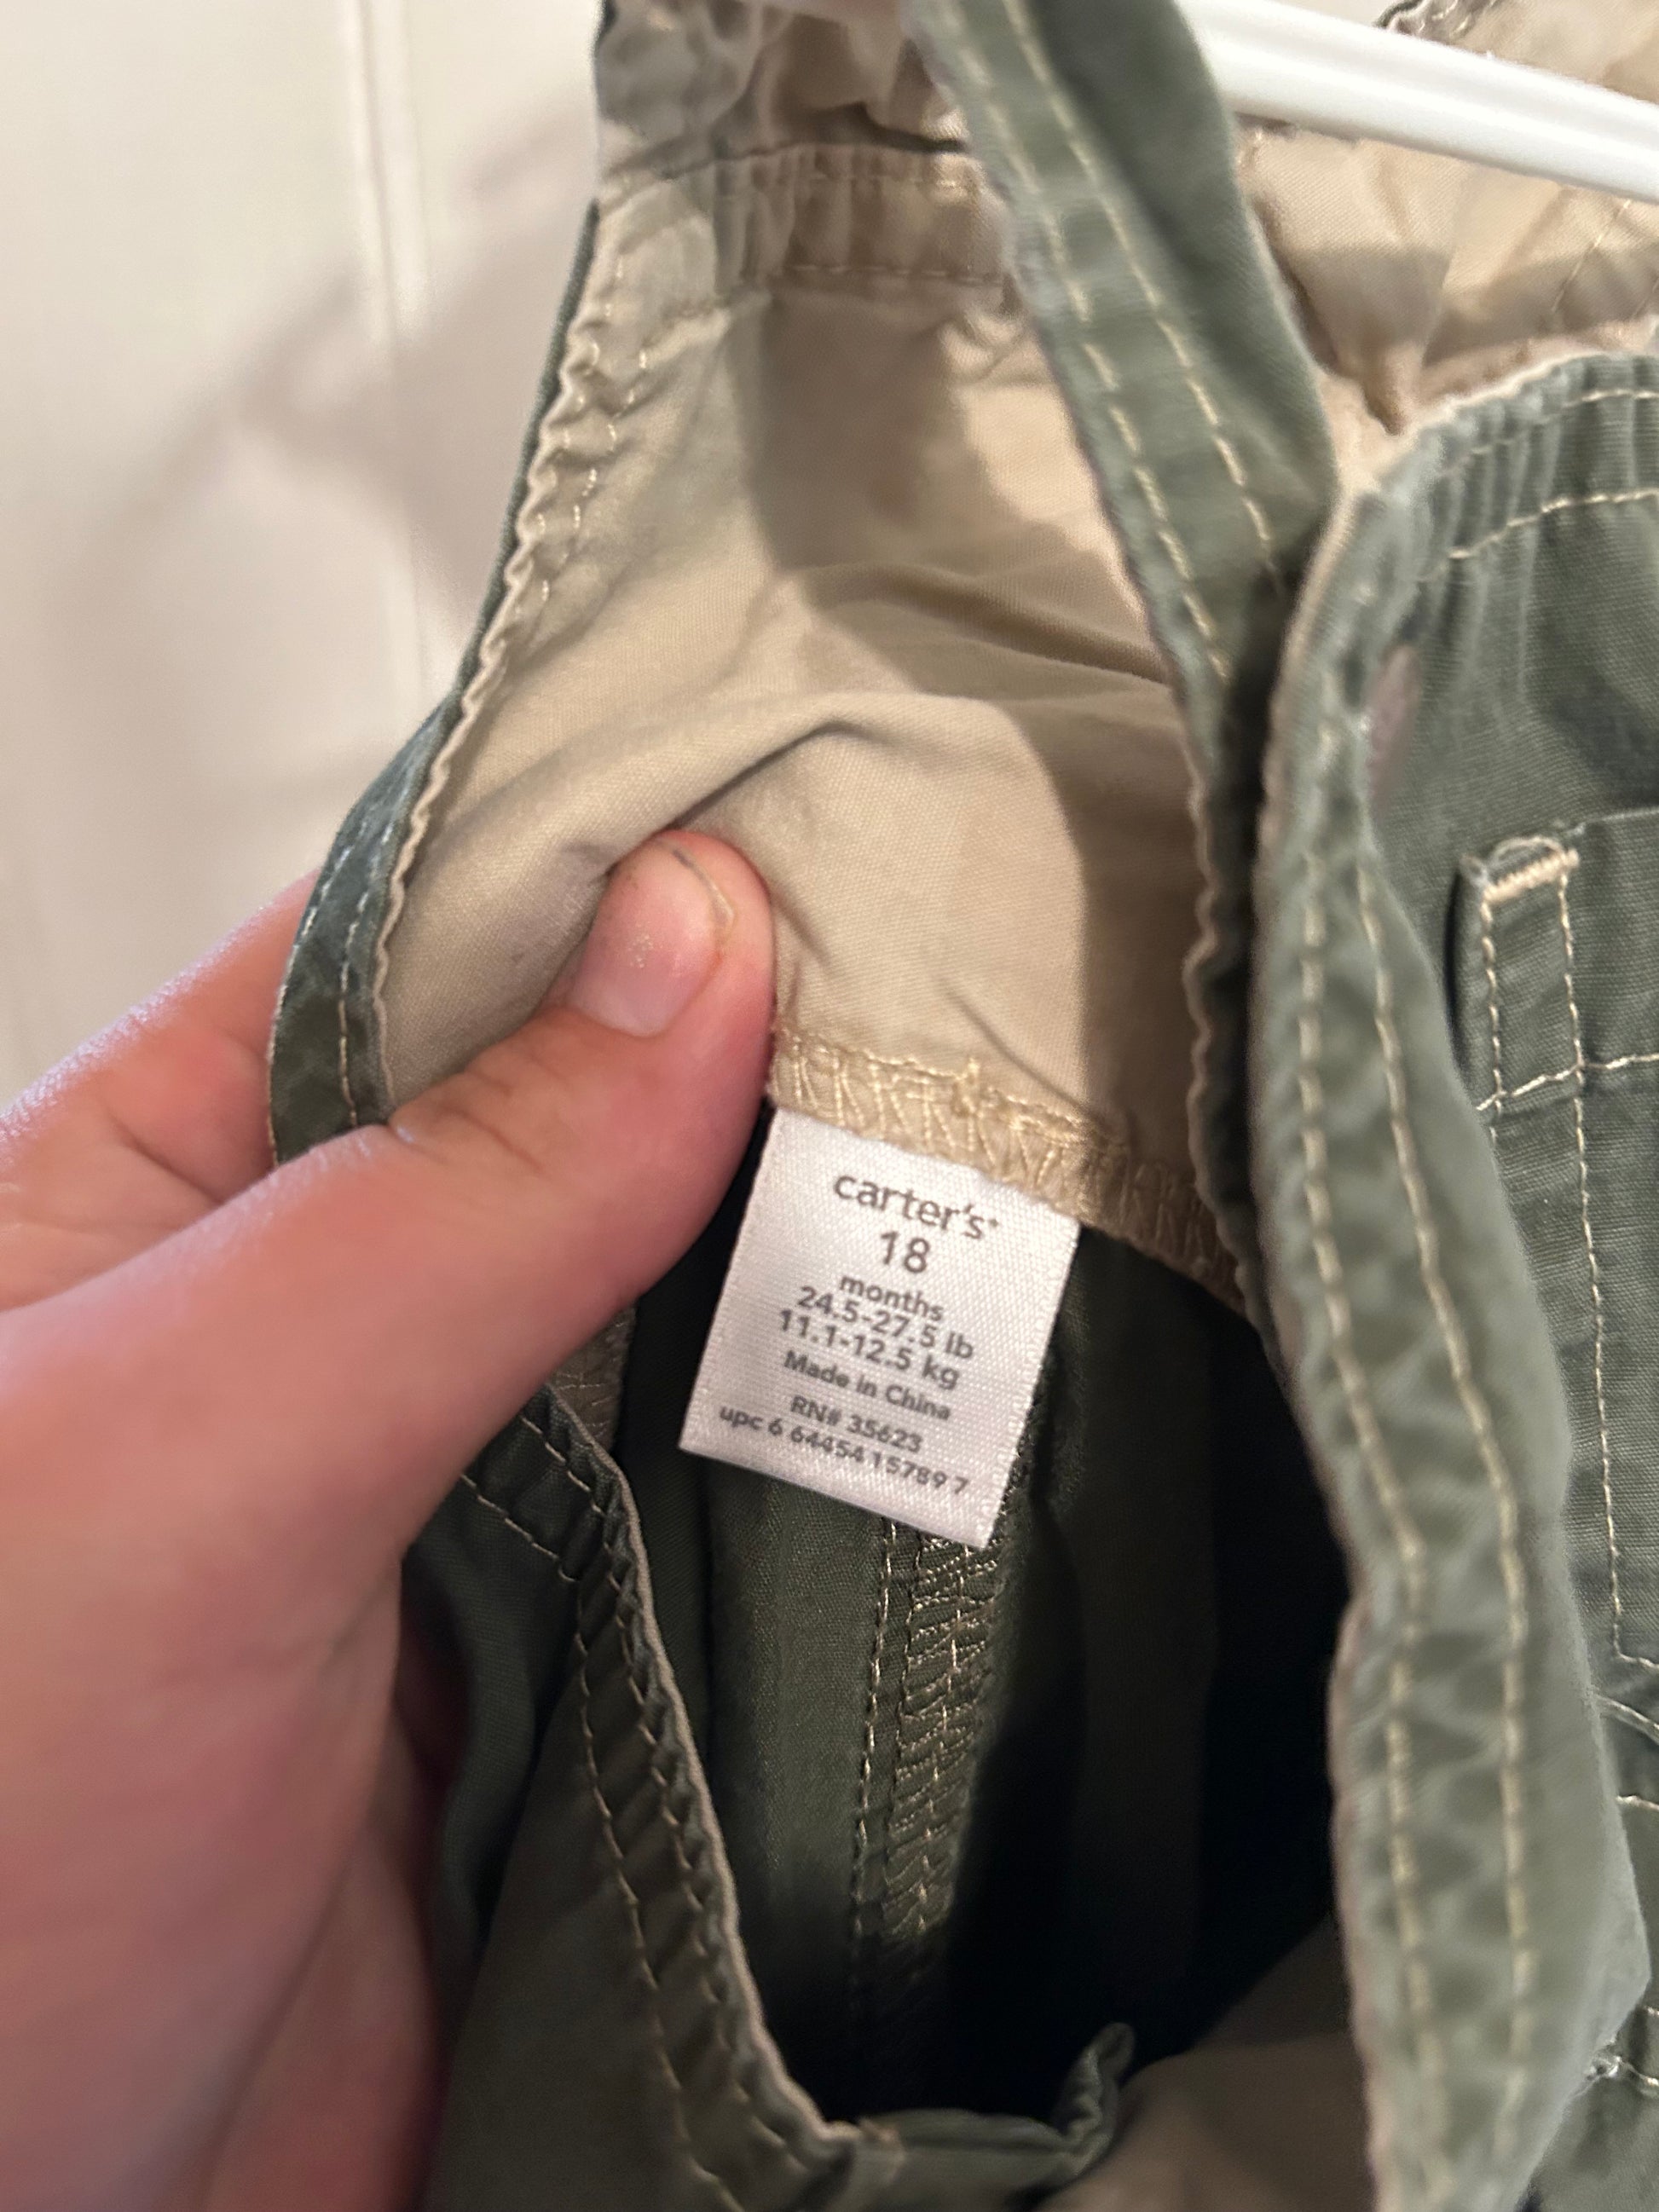 carter's
18
months
24.5-27.5 lb
11.1-12.5 kg
Made in China
RN# 35623
upc 6 64454 15789 7